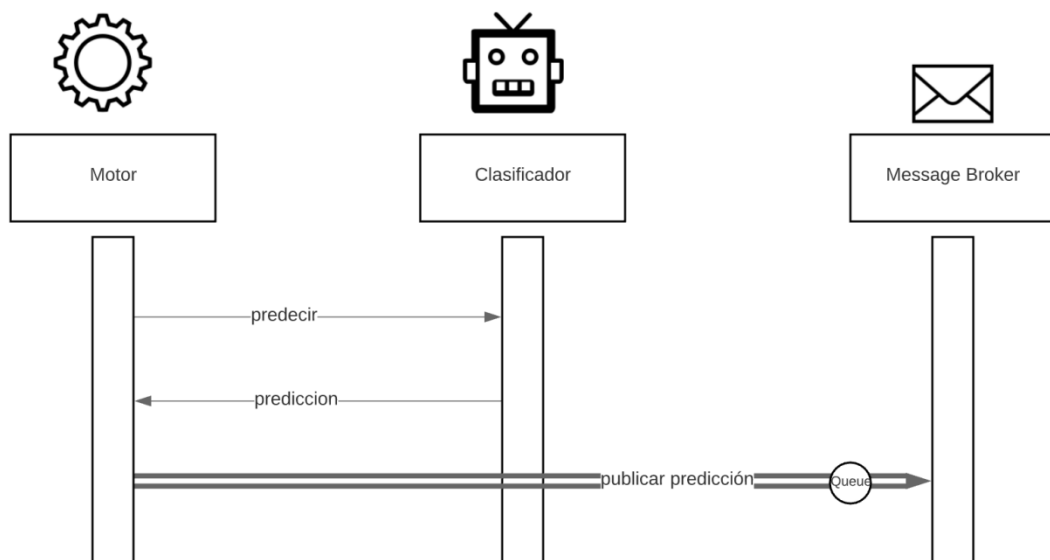 Motor
Clasificador
Message Broker
predecir
prediccion
publicar predicción
Queue